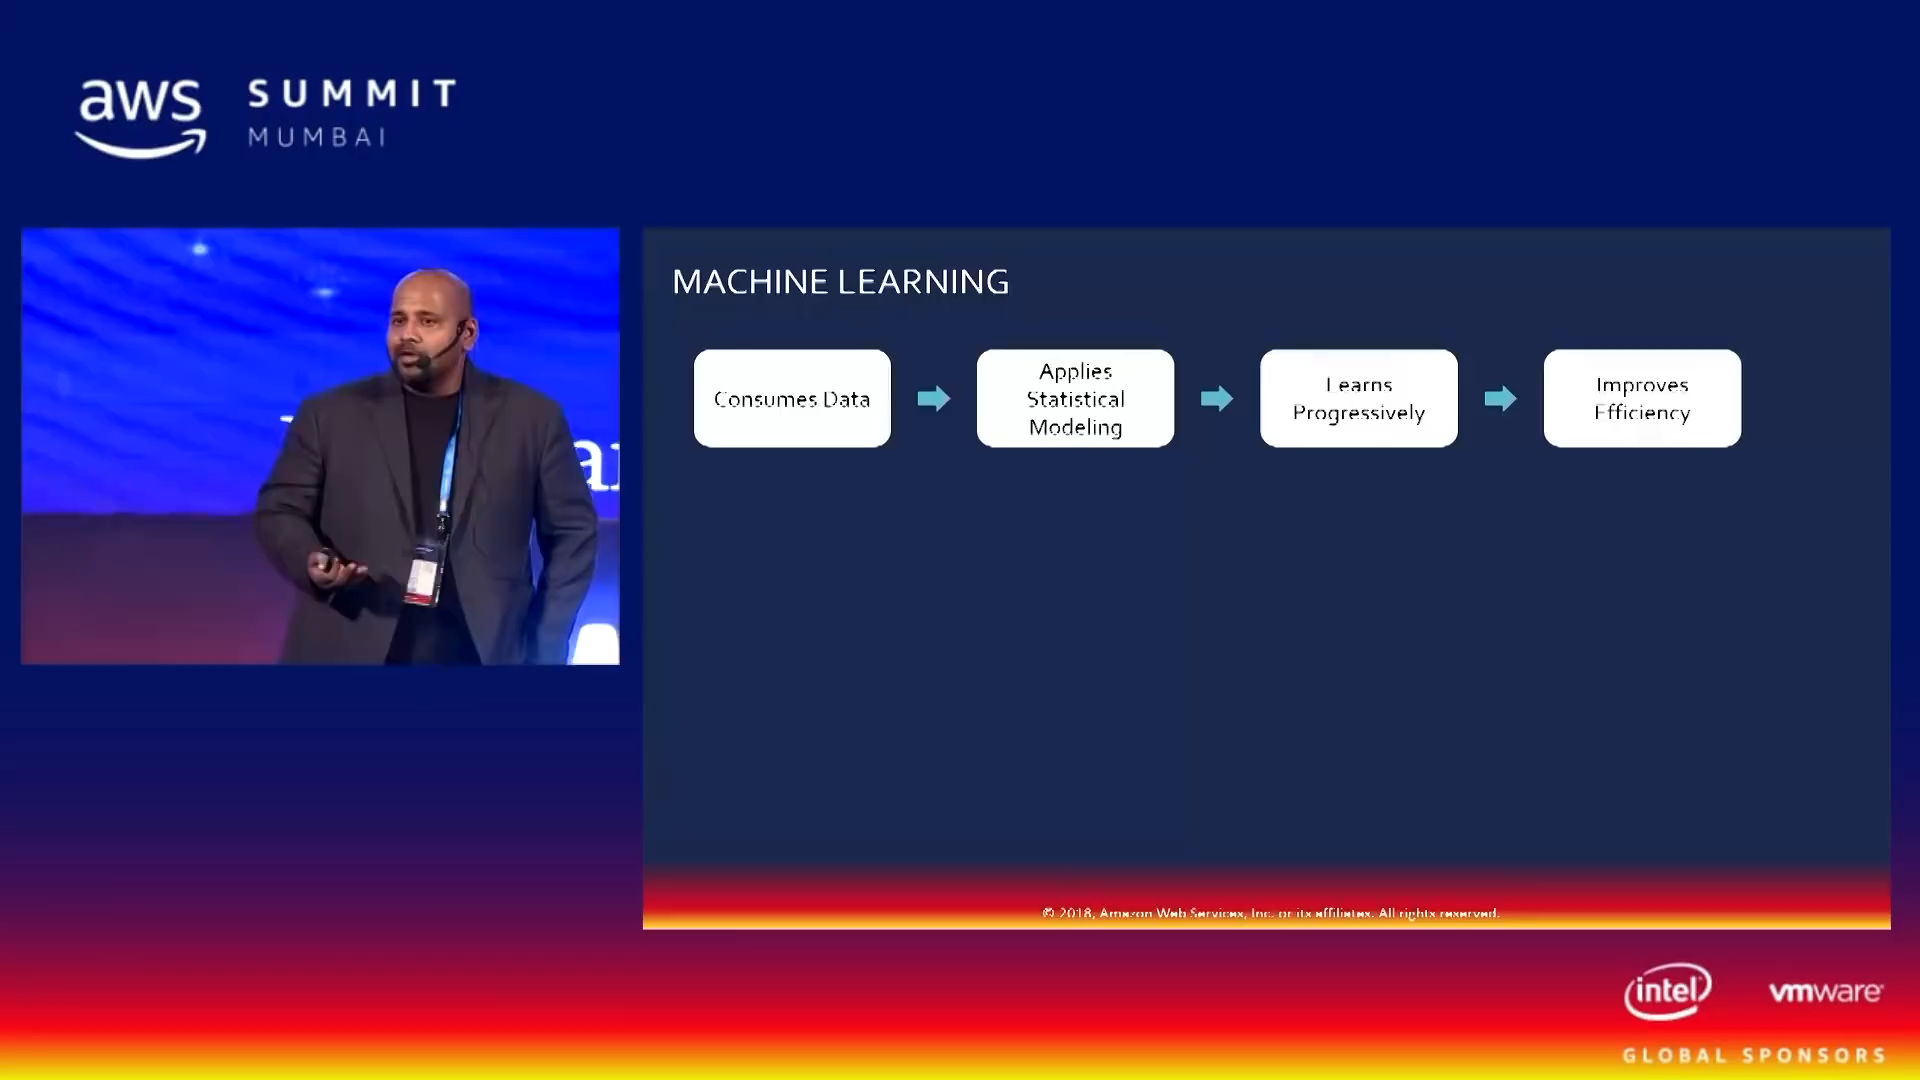 aws
SUMMIT
MUMBAI
MACHINE LEARNING
Consumes Data
Applies
Statistical
Modeling
Learns
Progressively
Improves
Efficiency
© 2018, Amazon Web Services, Inc. or its affiliates. All rights reserved.
intel
vmware
GLOBAL SPONSORS